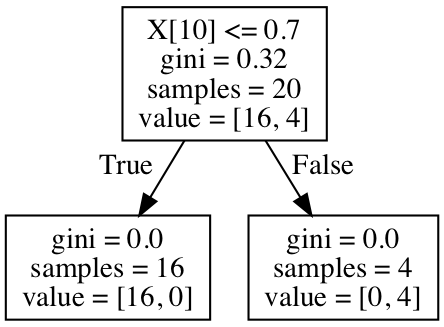 X[10] <= 0.7
gini = 0.32
samples = 20
value = [16, 4]
True
False
gini = 0.0
samples = 16
value = [16, 0]
gini = 0.0
samples = 4
value = [0, 4]